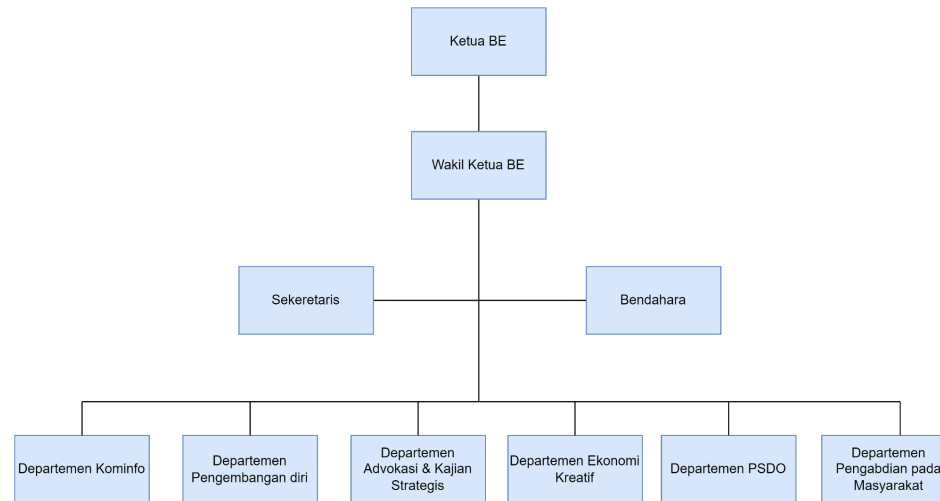 Ketua BE
Wakil Ketua BE
Sekeretaris
Bendahara
Departemen Kominfo
Departemen
Pengembangan diri
Departemen
Advokasi & Kajian
Strategis
Departemen Ekonomi
Kreatif
Departemen PSDO
Departemen
Pengabdian pada
Masyarakat